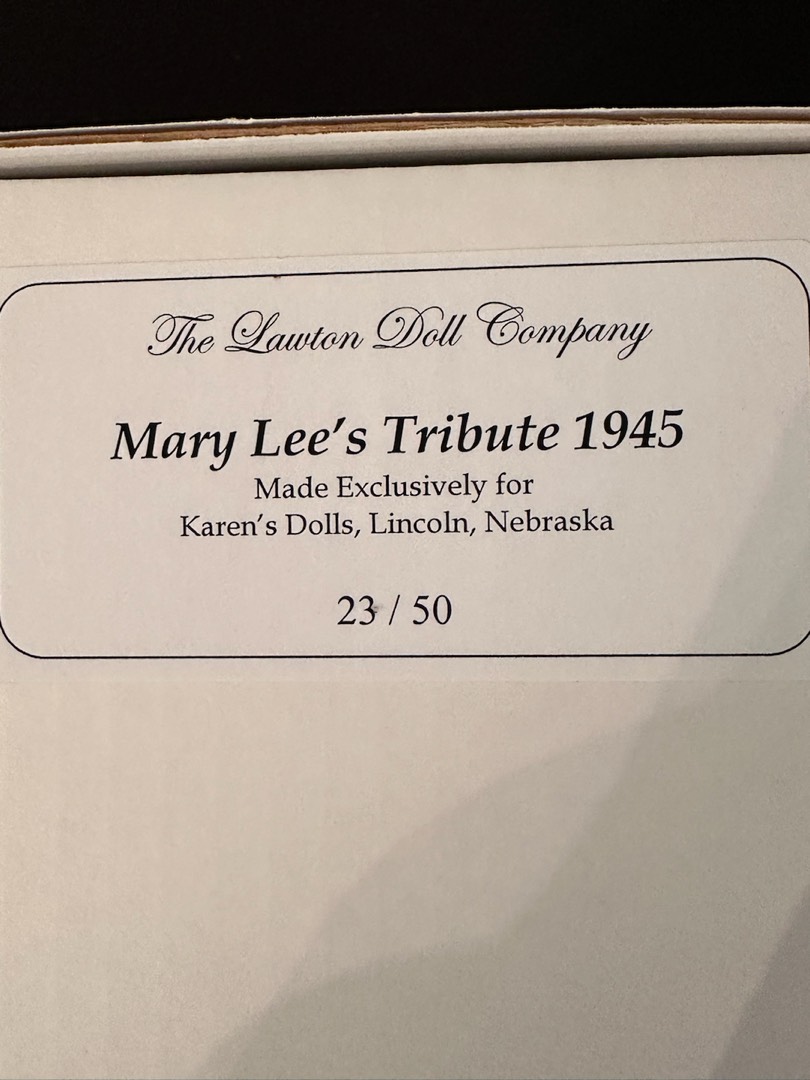 The Lawton Doll Company
Mary Lee's Tribute 1945
Made Exclusively for
Karen's Dolls, Lincoln, Nebraska
23 / 50